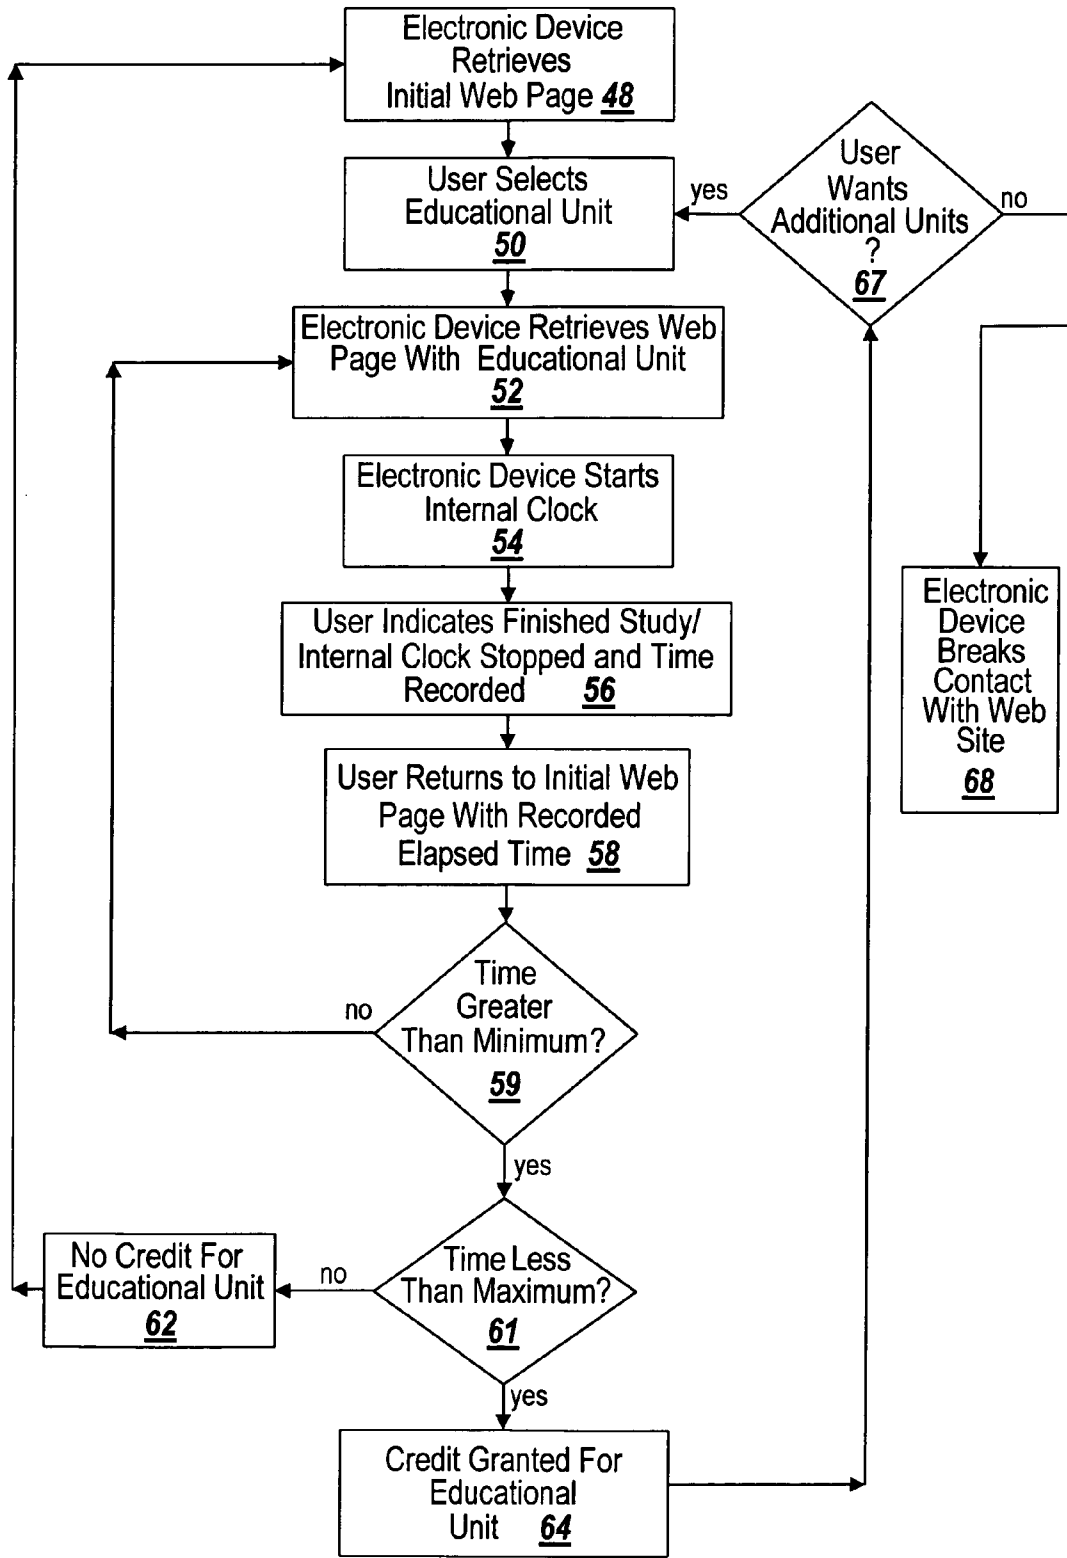 Electronic Device
Retrieves
Initial Web Page 48
User Selects
Educational Unit
50
Electronic Device Retrieves Web
Page With Educational Unit
52
Electronic Device Starts
Internal Clock
54
User Indicates Finished Study/
Internal Clock Stopped and Time
Recorded 56
User Returns to Initial Web
Page With Recorded
Elapsed Time 58
Time
Greater
Than Minimum?
59
no
yes
Time Less
Than Maximum?
61
no
No Credit For
Educational Unit
62
yes
Credit Granted For
Educational
Unit 64
User
Wants
Additional Units
?
67
yes
no
Electronic
Device
Breaks
Contact
With Web
Site
68